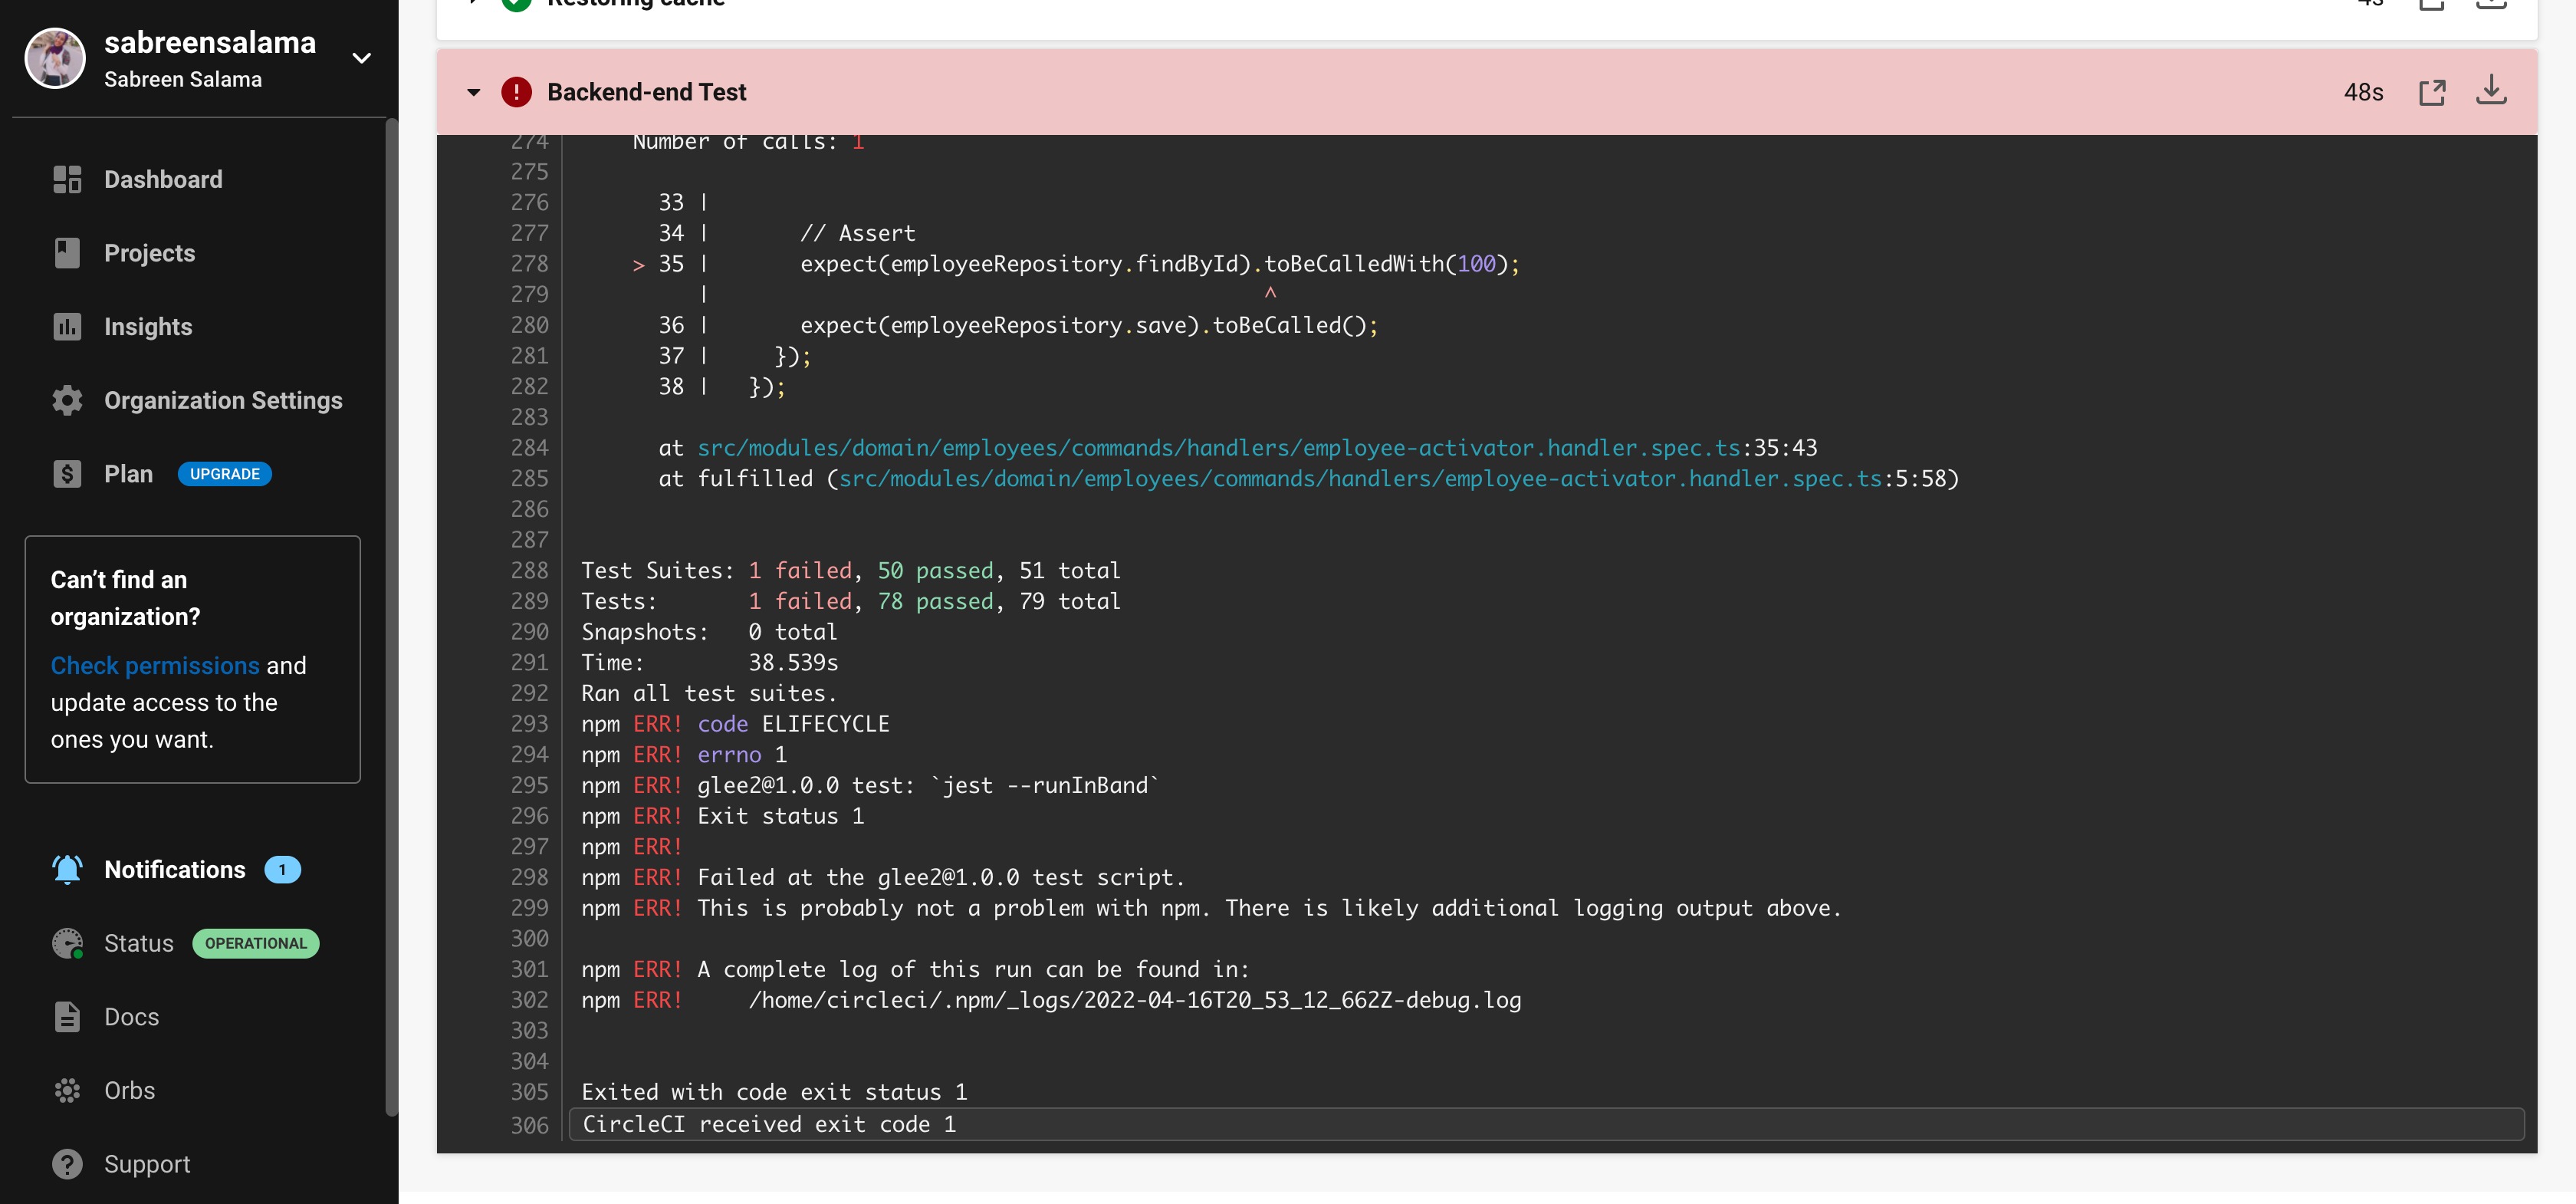 sabreensalama
Sabreen Salama
Dashboard
Projects
Insights
Organization Settings
Plan UPGRADE
Can’t find an
organization?
Check permissions and
update access to the
ones you want.
Notifications 1
Status OPERATIONAL
Docs
Orbs
Support
Restoring cache 4s
! Backend-end Test 48s
274 Number of calls: 1
275
276 33 |
277 34 | // Assert
278 > 35 | expect(employeeRepository.findById).toBeCalledWith(100);
279 | ^
280 36 | expect(employeeRepository.save).toBeCalled();
281 37 | });
282 38 | });
283
284 at src/modules/domain/employees/commands/handlers/employee-activator.handler.spec.ts:35:43
285 at fulfilled (src/modules/domain/employees/commands/handlers/employee-activator.handler.spec.ts:5:58)
286
287
288 Test Suites: 1 failed, 50 passed, 51 total
289 Tests: 1 failed, 78 passed, 79 total
290 Snapshots: 0 total
291 Time: 38.539s
292 Ran all test suites.
293 npm ERR! code ELIFECYCLE
294 npm ERR! errno 1
295 npm ERR! glee2@1.0.0 test: `jest --runInBand`
296 npm ERR! Exit status 1
297 npm ERR!
298 npm ERR! Failed at the glee2@1.0.0 test script.
299 npm ERR! This is probably not a problem with npm. There is likely additional logging output above.
300
301 npm ERR! A complete log of this run can be found in:
302 npm ERR! /home/circleci/.npm/_logs/2022-04-16T20_53_12_662Z-debug.log
303
304
305 Exited with code exit status 1
306 CircleCI received exit code 1